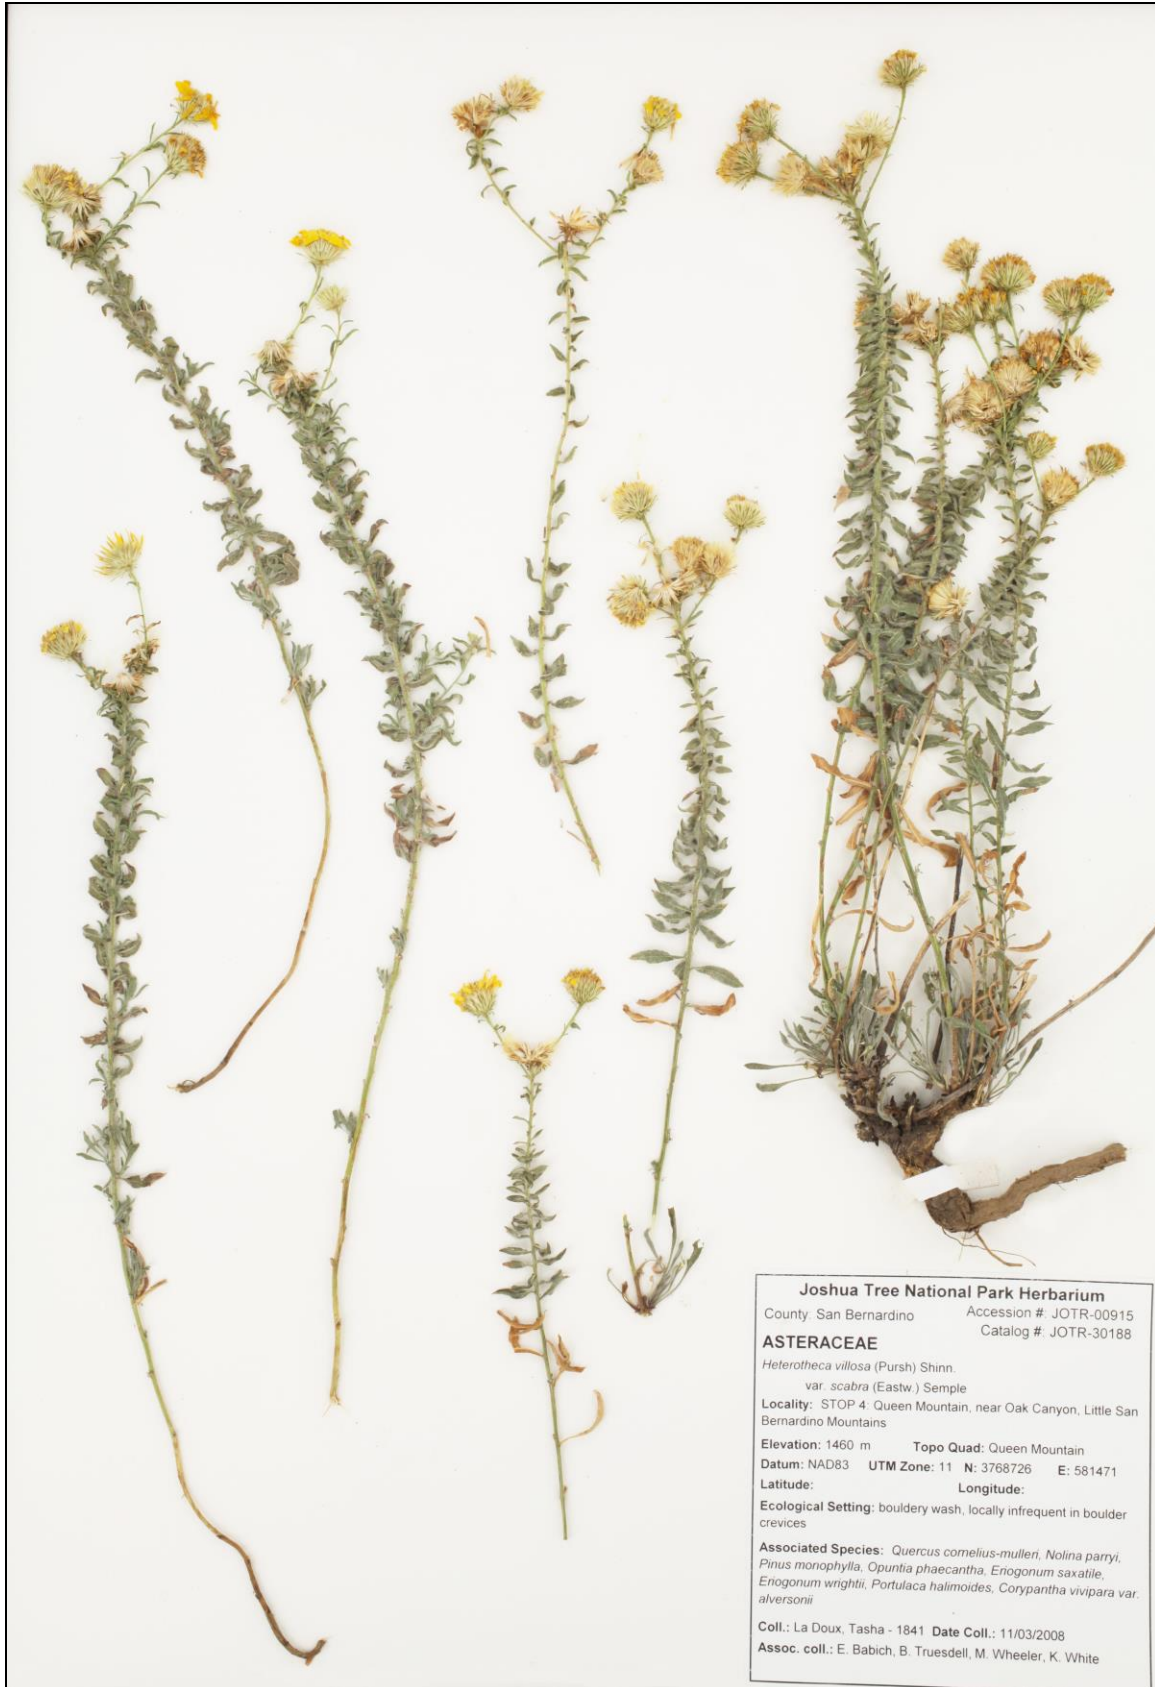 Joshua Tree National Park Herbarium
County: San Bernardino Accession #: JOTR-00915
Catalog #: JOTR-30188
ASTERACEAE
Heterotheca villosa (Pursh) Shinn.
var. scabra (Eastw.) Semple
Locality: STOP 4: Queen Mountain, near Oak Canyon, Little San
Bernardino Mountains
Elevation: 1460 m Topo Quad: Queen Mountain
Datum: NAD83 UTM Zone: 11 N: 3768726 E: 581471
Latitude: Longitude:
Ecological Setting: bouldery wash, locally infrequent in boulder
crevices
Associated Species: Quercus cornelius-mulleri, Nolina parryi,
Pinus monophylla, Opuntia phaecantha, Eriogonum saxatile,
Eriogonum wrightii, Portulaca halimoides, Corypantha vivipara var.
alversonii
Coll.: La Doux, Tasha - 1841 Date Coll.: 11/03/2008
Assoc. coll.: E. Babich, B. Truesdell, M. Wheeler, K. White